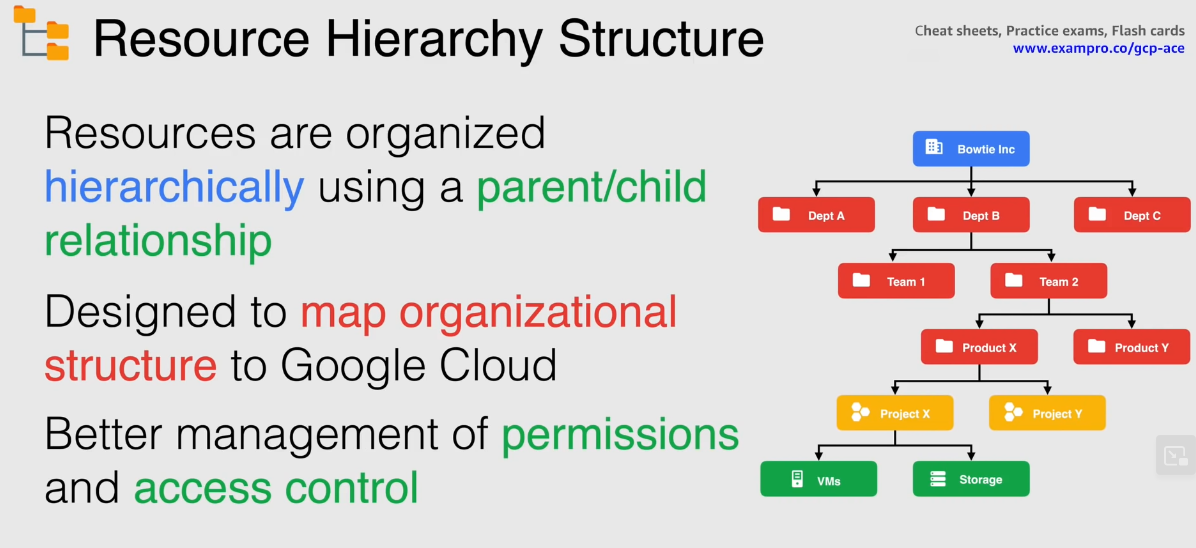 Resource Hierarchy Structure
Cheat sheets, Practice exams, Flash cards
www.exampro.co/gcp-ace
Resources are organized
hierarchically using a parent/child
relationship
Designed to map organizational
structure to Google Cloud
Better management of permissions
and access control
Bowtie Inc
Dept A
Dept B
Dept C
Team 1
Team 2
Product X
Product Y
Project X
Project Y
VMs
Storage